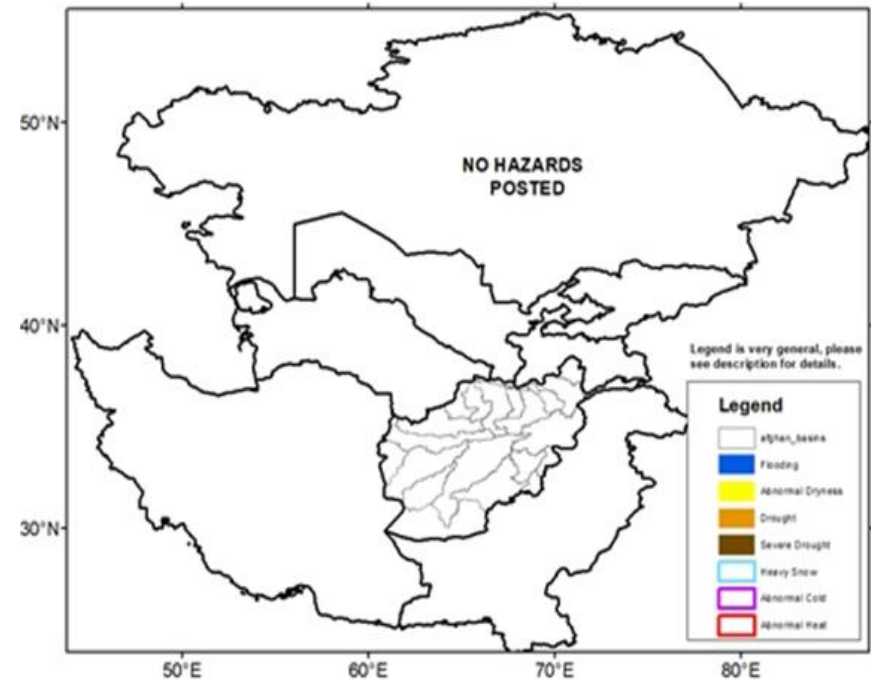 50°N
NO HAZARDS
POSTED
40°N
Legend is very general, please
see description for details.
Legend
afghan_basins
Flooding
Abnormal Dryness
Drought
Severe Drought
Heavy Snow
Abnormal Cold
Abnormal Heat
30°N
50°E 60°E 70°E 80°E